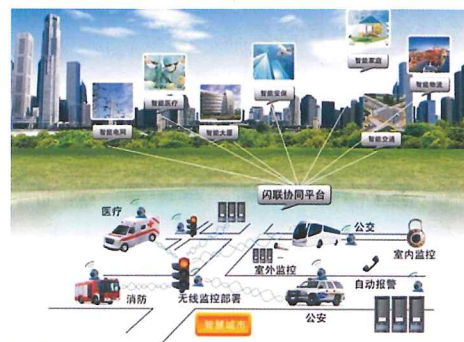 智能家庭
智能安保
智能物流
智能医疗
智能电网
智能大厦
智能交通
闪联协同平台
医疗
公交
室外监控
室内监控
自动报警
消防
无线监控部署
公安
智慧城市